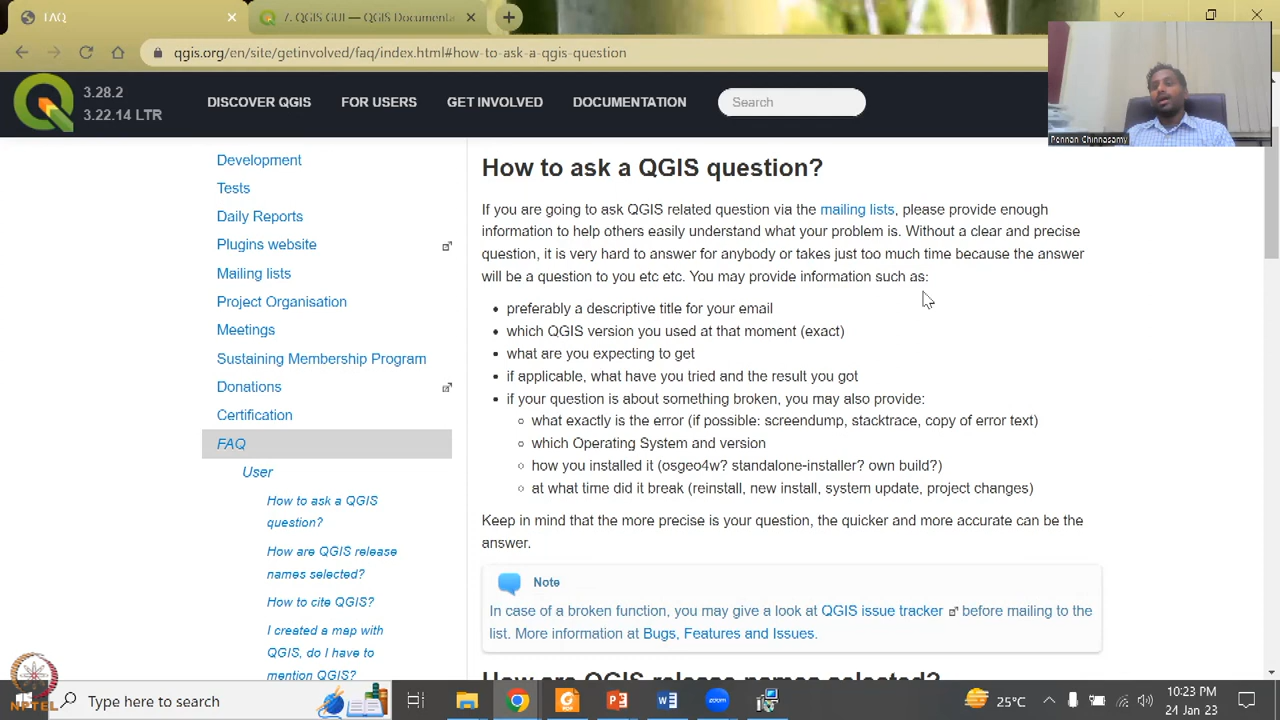 FAQ
7. QGIS GUI — QGIS Documenta
qgis.org/en/site/getinvolved/faq/index.html#how-to-ask-a-qgis-question
3.28.2
3.22.14 LTR
DISCOVER QGIS
FOR USERS
GET INVOLVED
DOCUMENTATION
Search
Pennan Chinnasamy
Development
Tests
Daily Reports
Plugins website
Mailing lists
Project Organisation
Meetings
Sustaining Membership Program
Donations
Certification
FAQ
User
How to ask a QGIS
question?
How are QGIS release
names selected?
How to cite QGIS?
I created a map with
QGIS, do I have to
mention QGIS?
How to ask a QGIS question?
If you are going to ask QGIS related question via the mailing lists, please provide enough
information to help others easily understand what your problem is. Without a clear and precise
question, it is very hard to answer for anybody or takes just too much time because the answer
will be a question to you etc etc. You may provide information such as:
• preferably a descriptive title for your email
• which QGIS version you used at that moment (exact)
• what are you expecting to get
• if applicable, what have you tried and the result you got
• if your question is about something broken, you may also provide:
◦ what exactly is the error (if possible: screendump, stacktrace, copy of error text)
◦ which Operating System and version
◦ how you installed it (osgeo4w? standalone-installer? own build?)
◦ at what time did it break (reinstall, new install, system update, project changes)
Keep in mind that the more precise is your question, the quicker and more accurate can be the
answer.
Note
In case of a broken function, you may give a look at QGIS issue tracker before mailing to the
list. More information at Bugs, Features and Issues.
How are QGIS release names selected?
NPTEL
Type here to search
zoom
25°C
10:23 PM
24 Jan 23